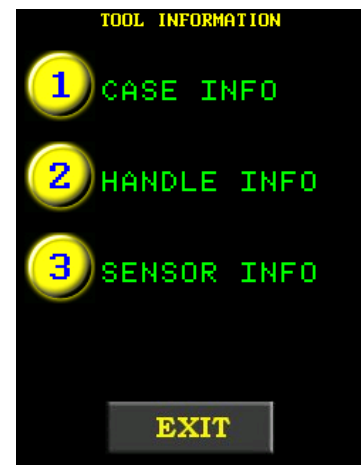 TOOL INFORMATION
1 CASE INFO
2 HANDLE INFO
3 SENSOR INFO
EXIT